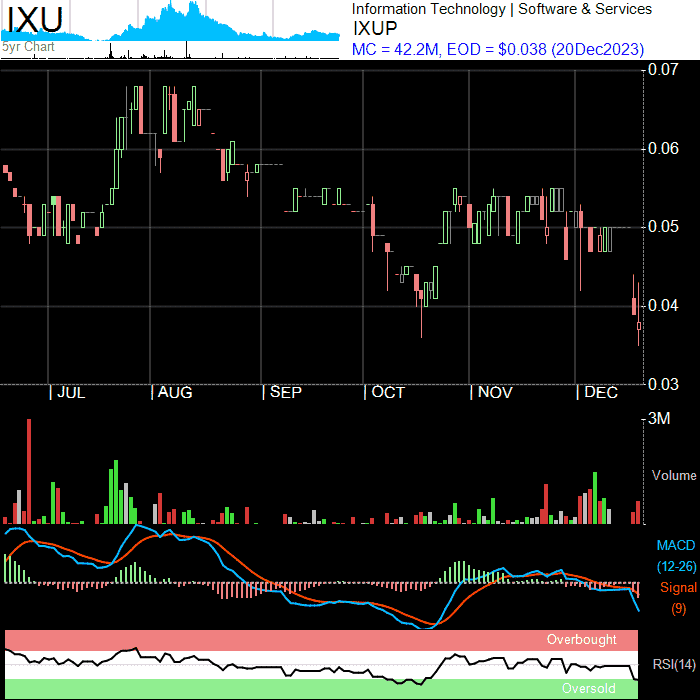 IXU
5yr Chart
Information Technology | Software & Services
IXUP
MC = 42.2M, EOD = $0.038 (20Dec2023)
0.07
0.06
0.05
0.04
0.03
JUL
AUG
SEP
OCT
NOV
DEC
3M
Volume
MACD
(12-26)
Signal
(9)
Overbought
RSI(14)
Oversold